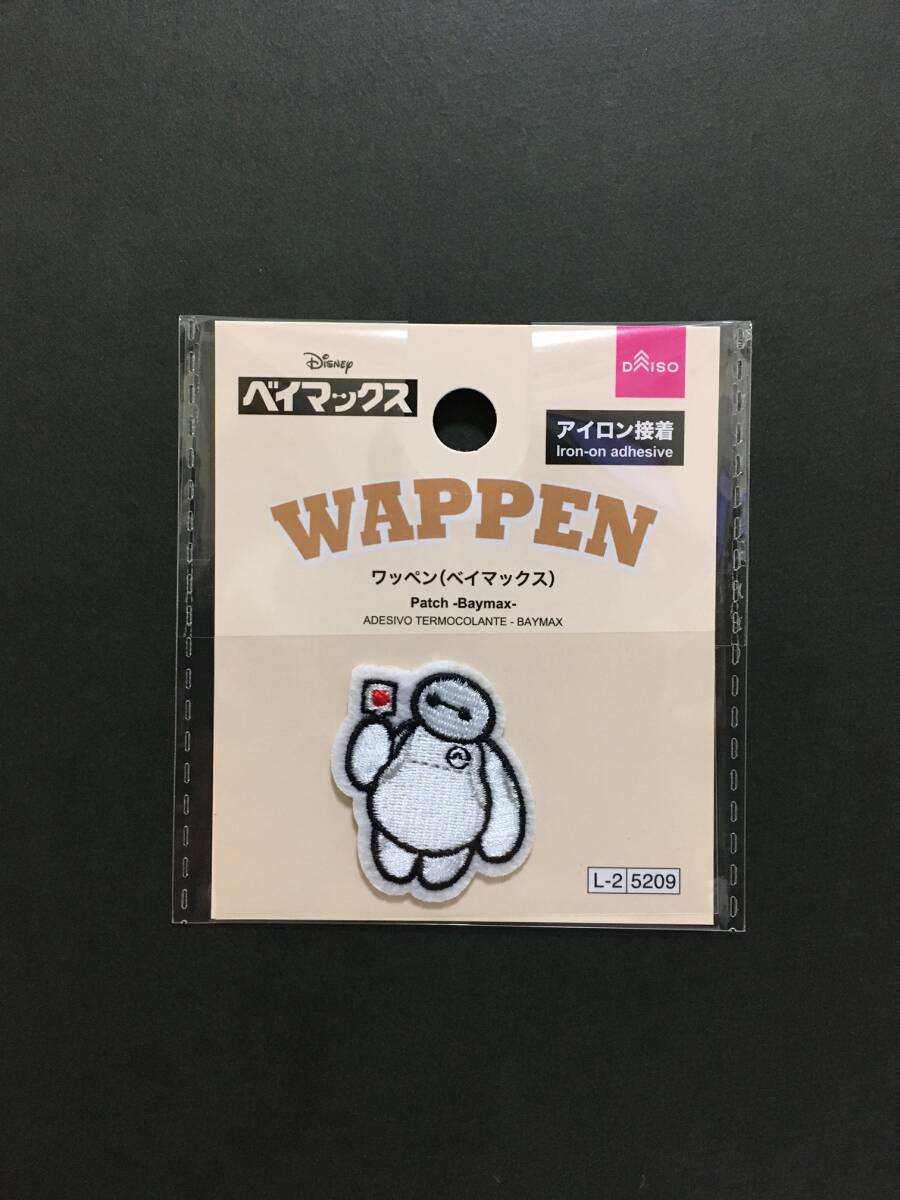 Disney
ベイマックス
DAISO
アイロン接着
Iron-on adhesive
WAPPEN
ワッペン(ベイマックス)
Patch -Baymax-
ADESIVO TERMOCOLANTE - BAYMAX
L-2 5209